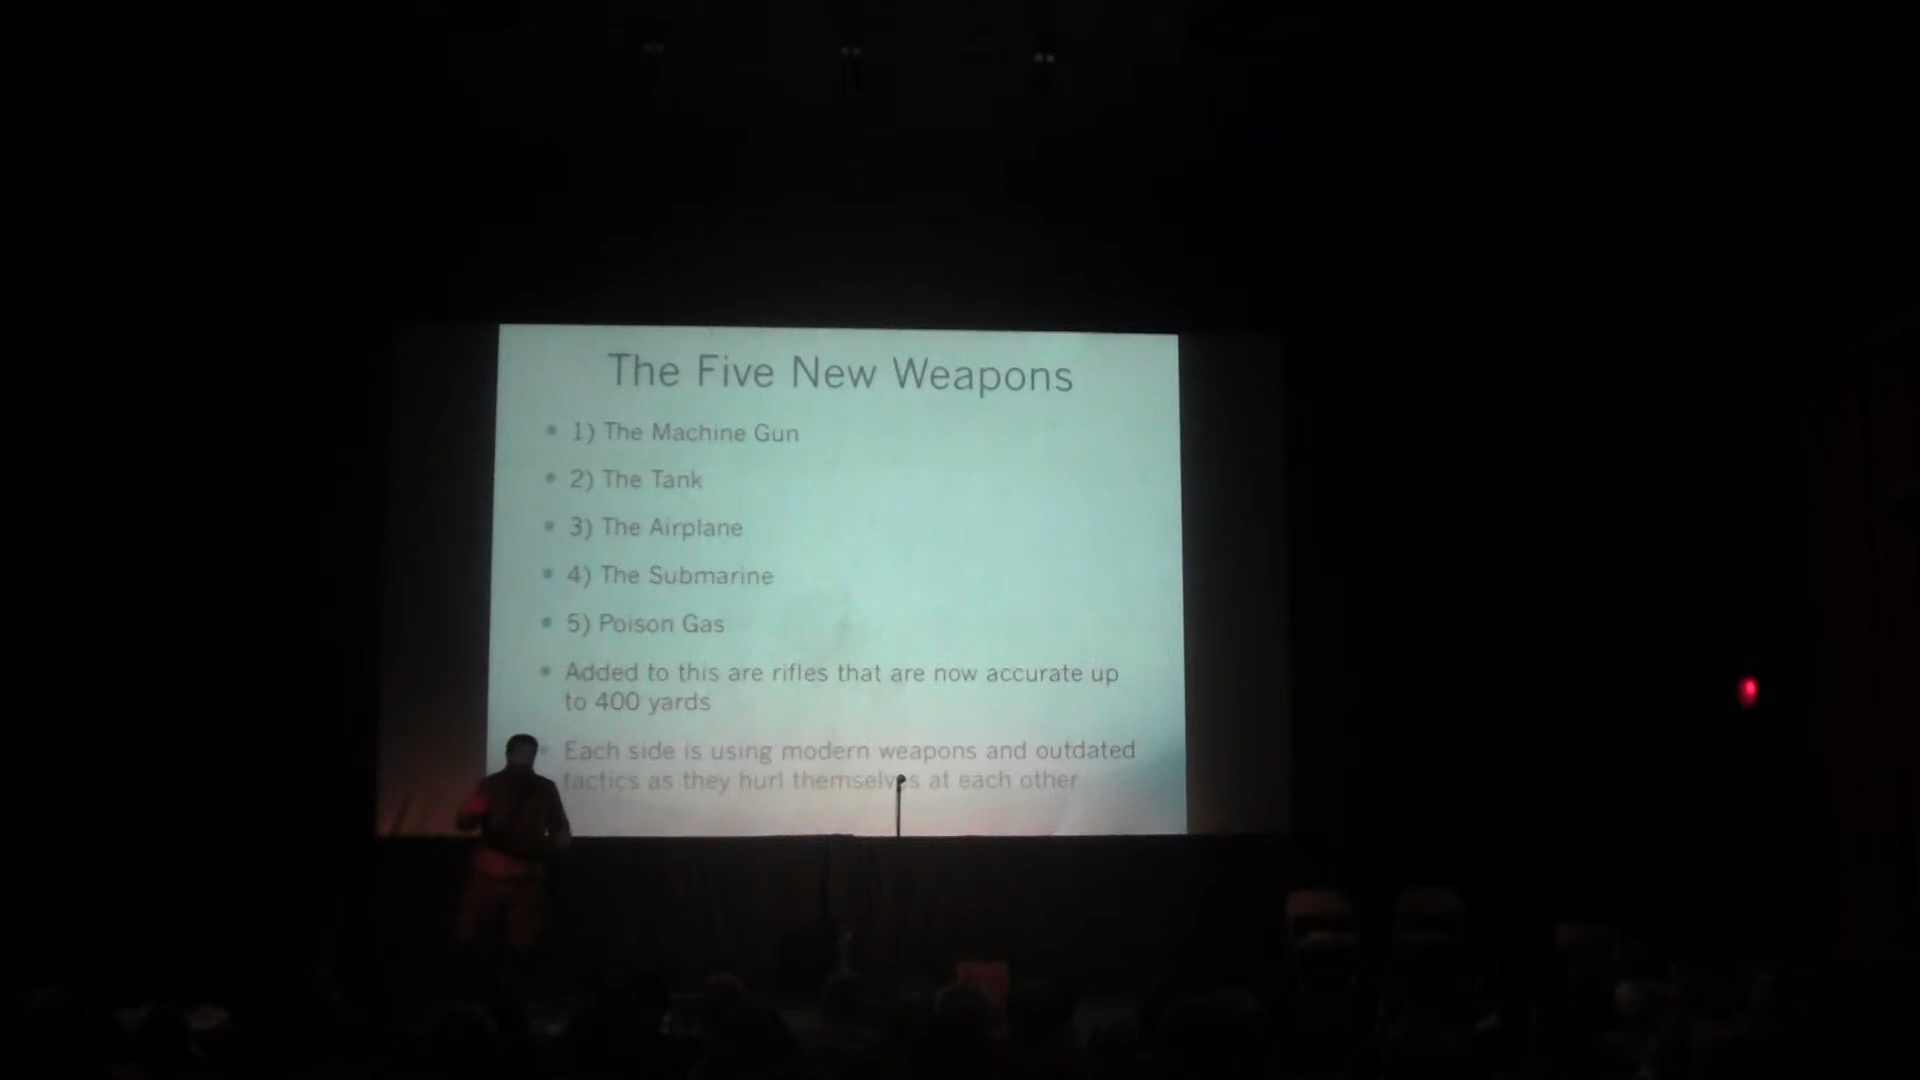 The Five New Weapons
• 1) The Machine Gun
• 2) The Tank
• 3) The Airplane
• 4) The Submarine
• 5) Poison Gas
• Added to this are rifles that are now accurate up
to 400 yards
• Each side is using modern weapons and outdated
tactics as they hurl themselves at each other